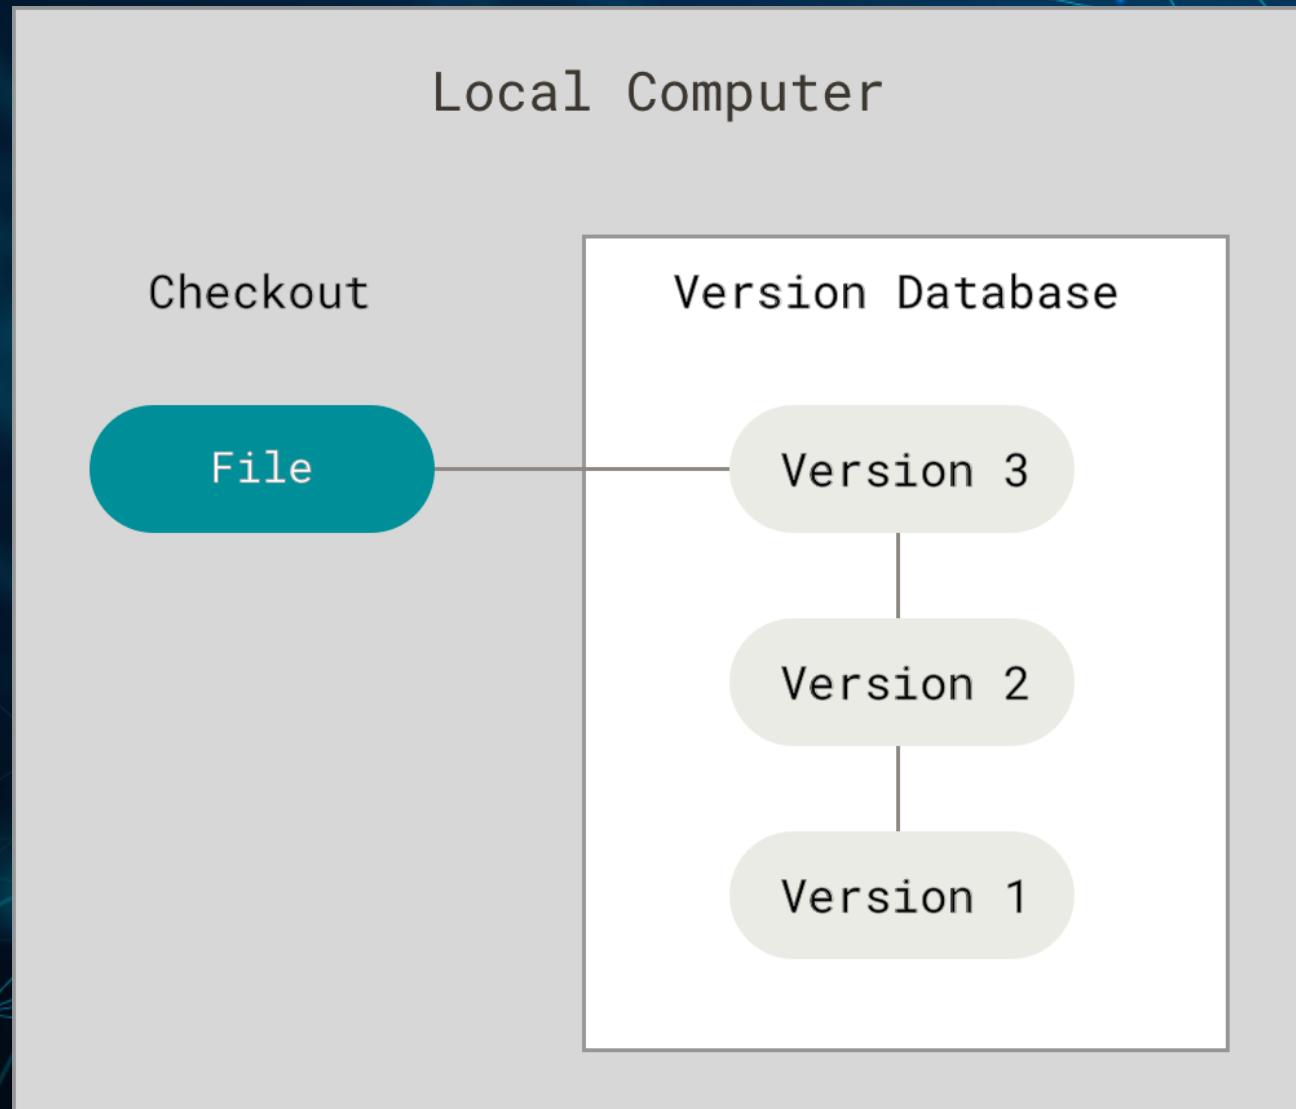 Local Computer
Checkout
Version Database
File
Version 3
Version 2
Version 1